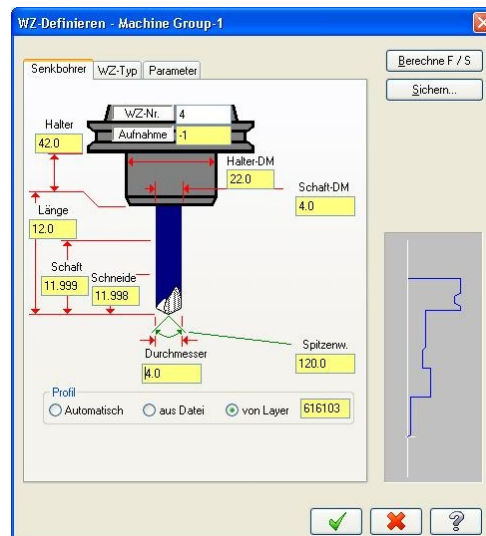 WZ-Definieren - Machine Group-1
Senkbohrer WZ-Typ Parameter
Berechne F / S
Sichern...
WZ-Nr. 4
Aufnahme -1
Halter
42.0
Halter-DM
22.0
Schaft-DM
4.0
Länge
12.0
Schaft
11.999
Schneide
11.998
Durchmesser
4.0
Spitzenw.
120.0
Profil
Automatisch aus Datei von Layer 616103